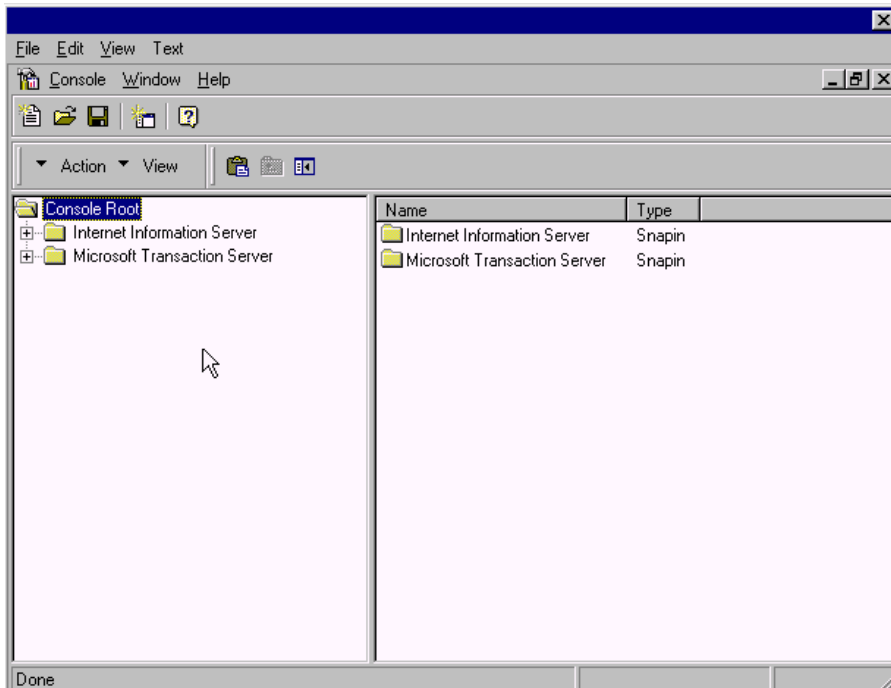 File Edit View Text
Console Window Help
Action View
Console Root
Internet Information Server
Microsoft Transaction Server
Name Type
Internet Information Server Snapin
Microsoft Transaction Server Snapin
Done